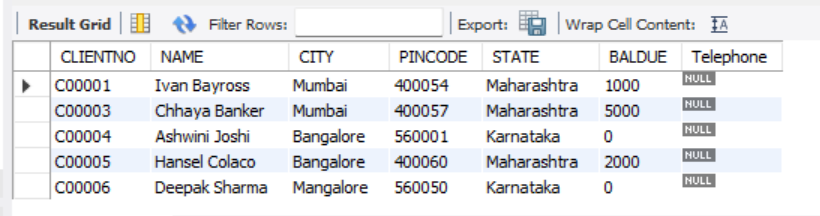 Result Grid Filter Rows: Export: Wrap Cell Content: IA
CLIENTNO NAME CITY PINCODE STATE BALDUE Telephone
C00001 Ivan Bayross Mumbai 400054 Maharashtra 1000 NULL
C00003 Chhaya Banker Mumbai 400057 Maharashtra 5000 NULL
C00004 Ashwini Joshi Bangalore 560001 Karnataka 0 NULL
C00005 Hansel Colaco Bangalore 400060 Maharashtra 2000 NULL
C00006 Deepak Sharma Mangalore 560050 Karnataka 0 NULL